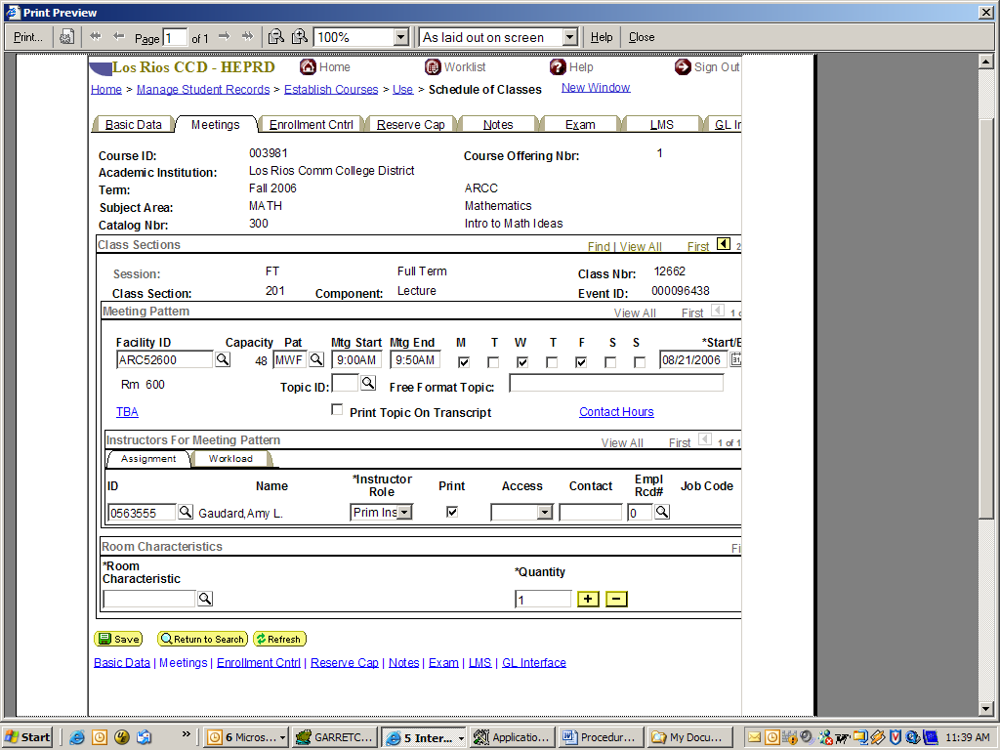 Print Preview
Print... Page 1 of 1 100% As laid out on screen Help Close
Los Rios CCD - HEPRD Home Worklist Help Sign Out
Home > Manage Student Records > Establish Courses > Use > Schedule of Classes New Window
Basic Data Meetings Enrollment Cntrl Reserve Cap Notes Exam LMS GL In
Course ID: 003981 Course Offering Nbr: 1
Academic Institution: Los Rios Comm College District
Term: Fall 2006 ARCC
Subject Area: MATH Mathematics
Catalog Nbr: 300 Intro to Math Ideas
Class Sections Find | View All First 2
Session: FT Full Term Class Nbr: 12662
Class Section: 201 Component: Lecture Event ID: 000096438
Meeting Pattern View All First 1 o
Facility ID Capacity Pat Mtg Start Mtg End M T W T F S S *Start/E
ARC52600 48 MWF 9:00AM 9:50AM 08/21/2006
Rm 600 Topic ID: Free Format Topic:
TBA Print Topic On Transcript Contact Hours
Instructors For Meeting Pattern View All First 1 of 1
Assignment Workload
ID Name *Instructor Role Print Access Contact Empl Rcd# Job Code
0563555 Gaudard,Amy L. Prim Ins 0
Room Characteristics Fi
*Room Characteristic *Quantity
1 + −
Save Return to Search Refresh
Basic Data | Meetings | Enrollment Cntrl | Reserve Cap | Notes | Exam | LMS | GL Interface
Start » 6 Micros... GARRETC... 5 Inter... Applicatio... Procedur... My Docu... 11:39 AM